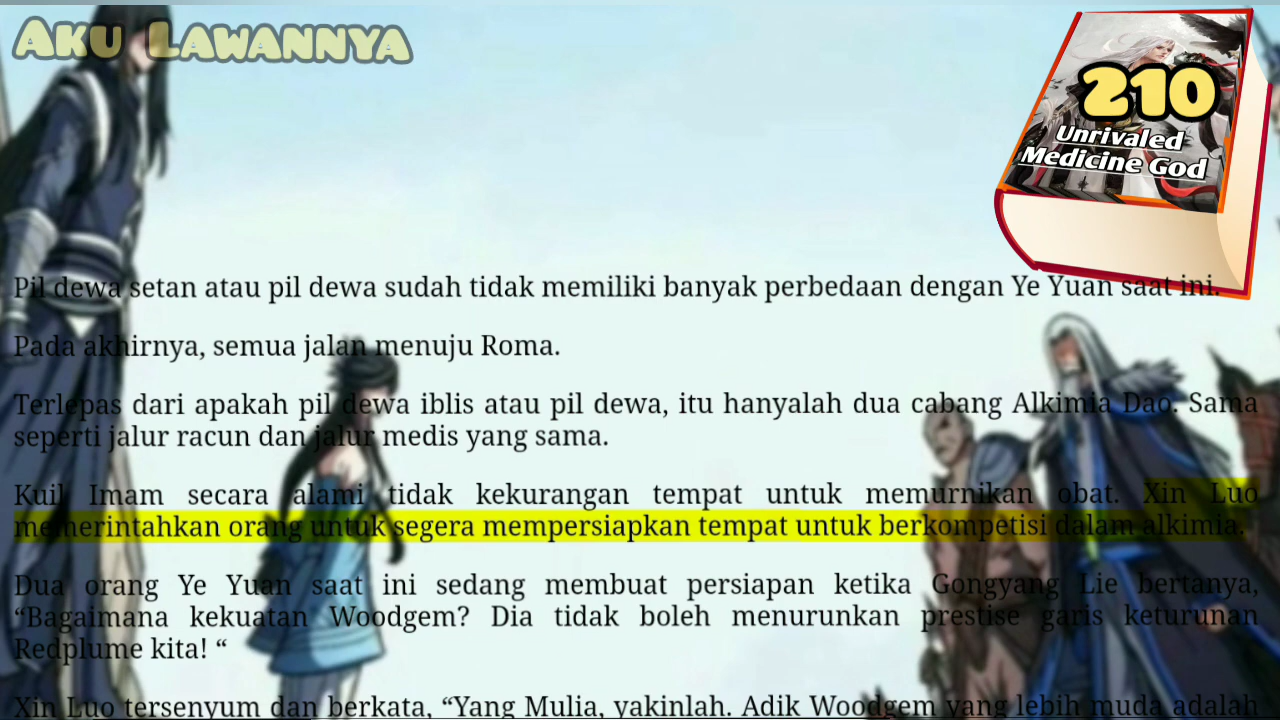 Aku Lawannya
210
Unrivaled
Medicine God
Pil dewa setan atau pil dewa sudah tidak memiliki banyak perbedaan dengan Ye Yuan saat ini.
Pada akhirnya, semua jalan menuju Roma.
Terlepas dari apakah pil dewa iblis atau pil dewa, itu hanyalah dua cabang Alkimia Dao. Sama
seperti jalur racun dan jalur medis yang sama.
Kuil Imam secara alami tidak kekurangan tempat untuk memurnikan obat. Xin Luo
memerintahkan orang untuk segera mempersiapkan tempat untuk berkompetisi dalam alkimia.
Dua orang Ye Yuan saat ini sedang membuat persiapan ketika Gongyang Lie bertanya,
“Bagaimana kekuatan Woodgem? Dia tidak boleh menurunkan prestise garis keturunan
Redplume kita! “
Xin Luo tersenyum dan berkata, “Yang Mulia, yakinlah. Adik Woodgem yang lebih muda adalah